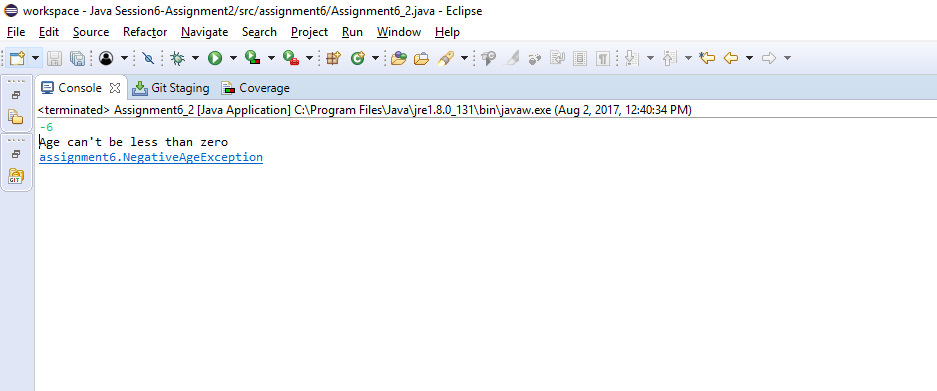 workspace - Java Session6-Assignment2/src/assignment6/Assignment6_2.java - Eclipse
File Edit Source Refactor Navigate Search Project Run Window Help
Console Git Staging Coverage
<terminated> Assignment6_2 [Java Application] C:\Program Files\Java\jre1.8.0_131\bin\javaw.exe (Aug 2, 2017, 12:40:34 PM)
-6
Age can't be less than zero
assignment6.NegativeAgeException
GIT